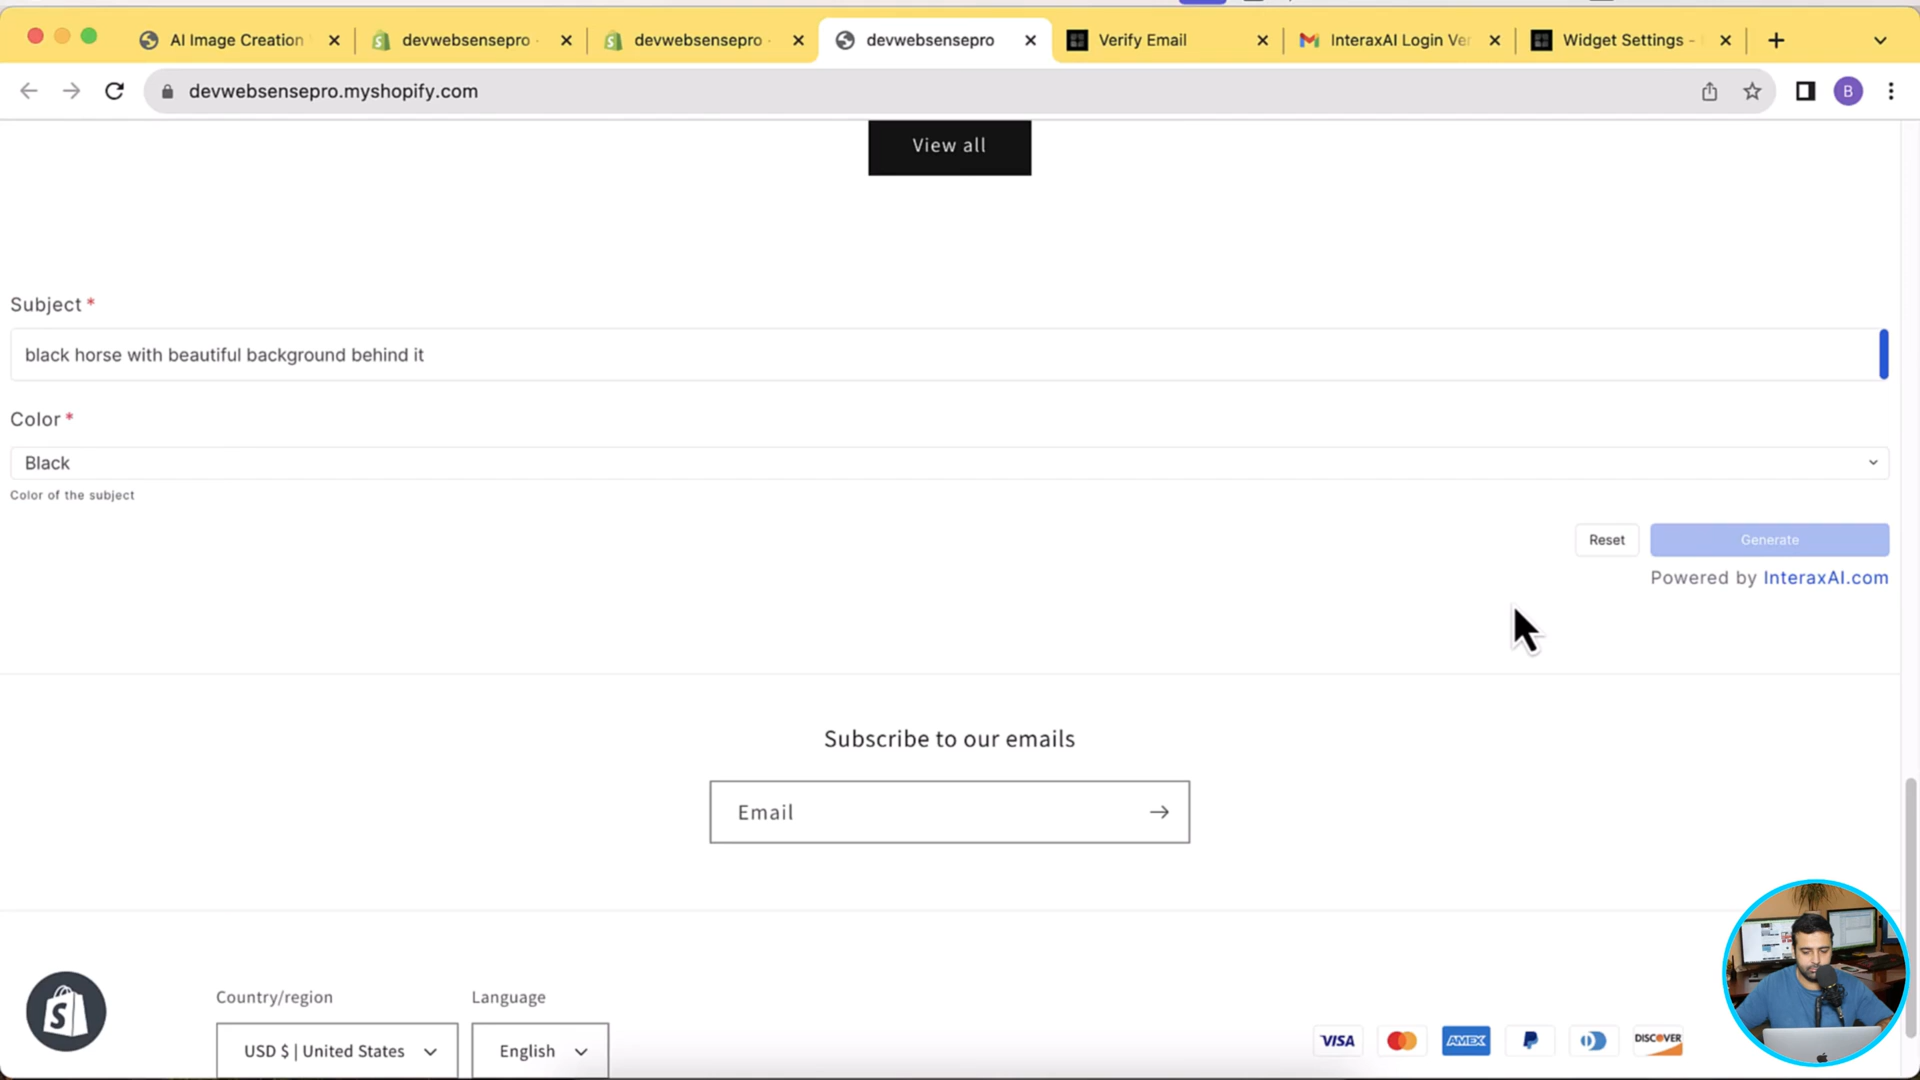 AI Image Creation
devwebsensepro
devwebsensepro
devwebsensepro
Verify Email
InteraxAI Login Ver
Widget Settings -
devwebsensepro.myshopify.com
B
View all
Subject *
black horse with beautiful background behind it
Color *
Black
Color of the subject
Reset
Generate
Powered by InteraxAI.com
Subscribe to our emails
Email
Country/region
Language
USD $ | United States
English
VISA
AMEX
DISCOVER